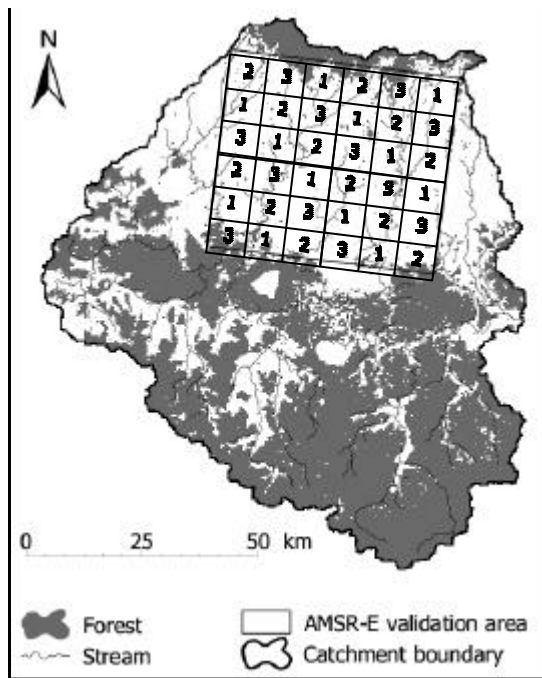 N
2 3 1 2 3 1
1 2 3 1 2 3
3 1 2 3 1 2
2 3 1 2 3 1
1 2 3 1 2 3
3 1 2 3 1 2
0 25 50 km
Forest AMSR-E validation area
Stream Catchment boundary